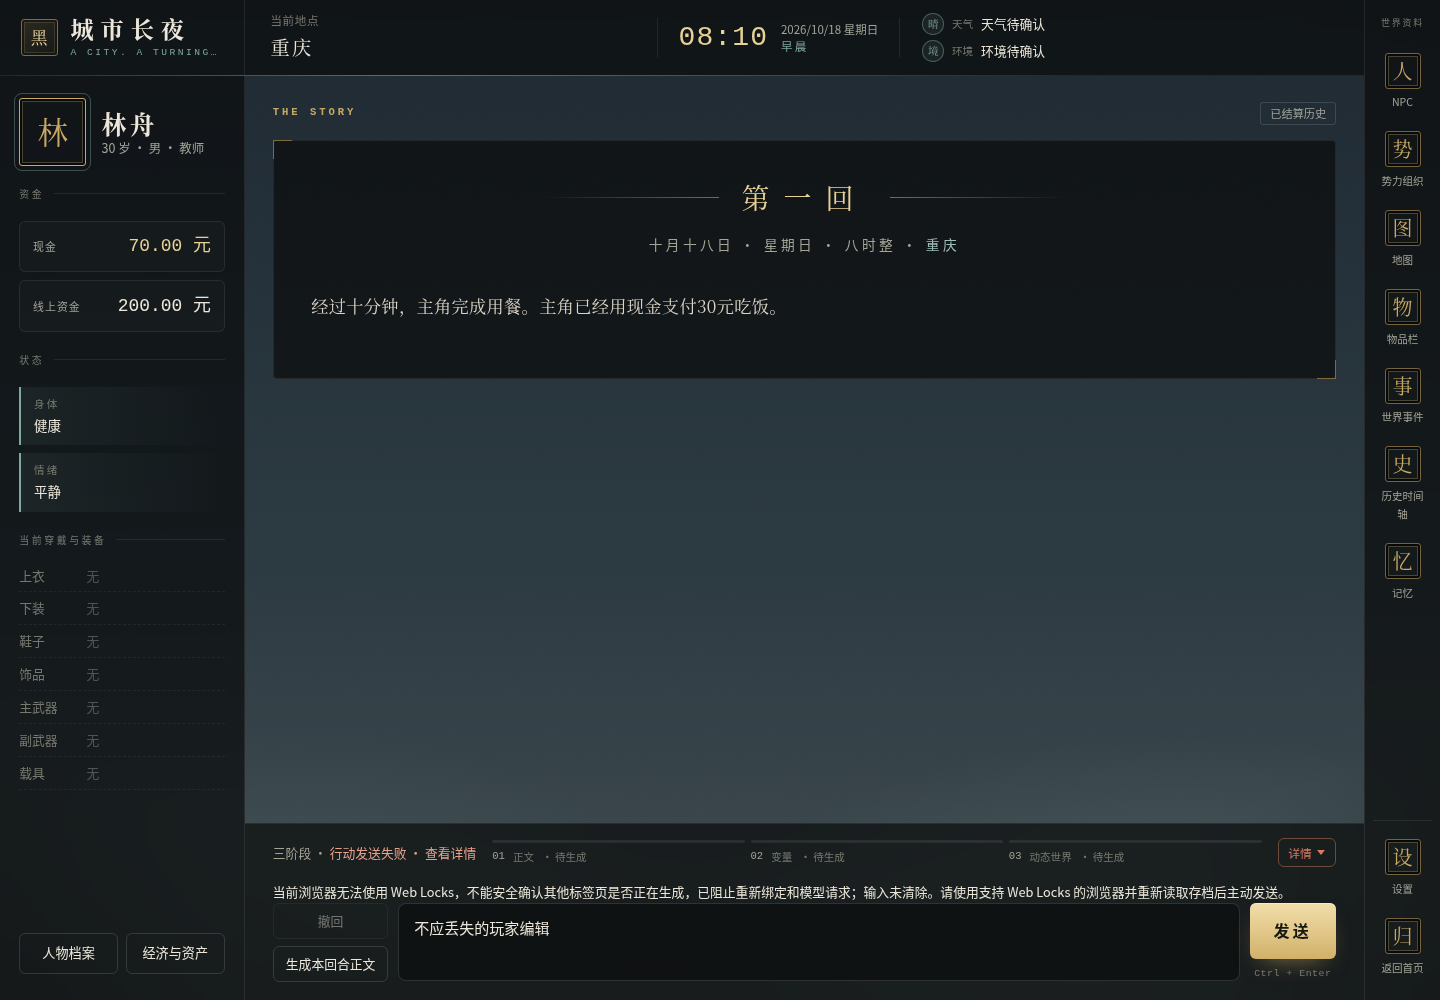 黑
城市长夜
A CITY. A TURNING…
当前地点
重庆
08:10
2026/10/18 星期日
早晨
晴 天气 天气待确认
境 环境 环境待确认
世界资料
林
林舟
30 岁 · 男 · 教师
资金
现金 70.00 元
线上资金 200.00 元
状态
身体
健康
情绪
平静
当前穿戴与装备
上衣 无
下装 无
鞋子 无
饰品 无
主武器 无
副武器 无
载具 无
人物档案 经济与资产
THE STORY
已结算历史
第一回
十月十八日 · 星期日 · 八时整 · 重庆
经过十分钟，主角完成用餐。主角已经用现金支付30元吃饭。
三阶段 · 行动发送失败 · 查看详情
01 正文 · 待生成
02 变量 · 待生成
03 动态世界 · 待生成
详情
当前浏览器无法使用 Web Locks，不能安全确认其他标签页是否正在生成，已阻止重新绑定和模型请求；输入未清除。请使用支持 Web Locks 的浏览器并重新读取存档后主动发送。
撤回
生成本回合正文
不应丢失的玩家编辑
发送
Ctrl + Enter
人
NPC
势
势力组织
图
地图
物
物品栏
事
世界事件
史
历史时间
轴
忆
记忆
设
设置
归
返回首页